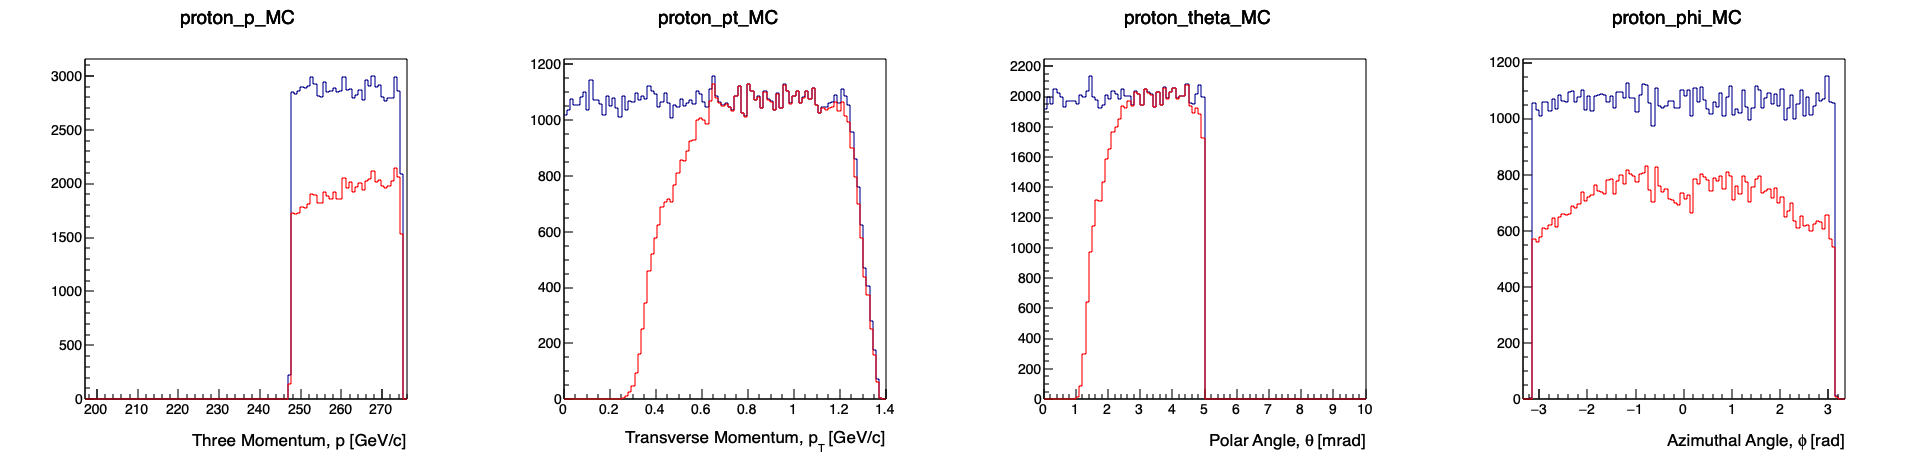 proton_p_MC
3000
2500
2000
1500
1000
500
0
200 210 220 230 240 250 260 270
Three Momentum, p [GeV/c]
proton_pt_MC
1200
1000
800
600
400
200
0
0 0.2 0.4 0.6 0.8 1 1.2 1.4
Transverse Momentum, p_T [GeV/c]
proton_theta_MC
2200
2000
1800
1600
1400
1200
1000
800
600
400
200
0
0 1 2 3 4 5 6 7 8 9 10
Polar Angle, θ [mrad]
proton_phi_MC
1200
1000
800
600
400
200
0
−3 −2 −1 0 1 2 3
Azimuthal Angle, ϕ [rad]